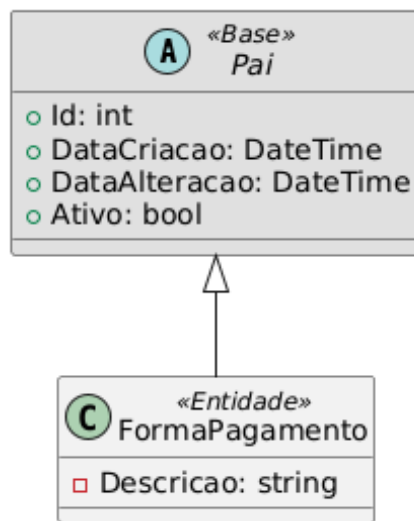 A «Base»
Pai
Id: int
DataCriacao: DateTime
DataAlteracao: DateTime
Ativo: bool
C «Entidade»
FormaPagamento
Descricao: string